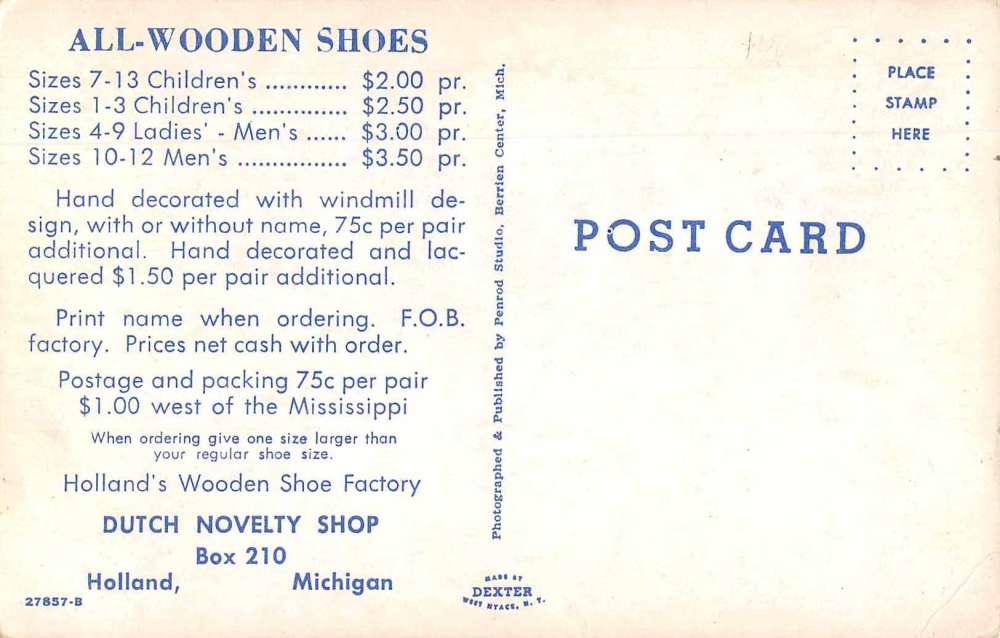 ALL-WOODEN SHOES
Sizes 7-13 Children's ............ $2.00 pr.
Sizes 1-3 Children's .............. $2.50 pr.
Sizes 4-9 Ladies' - Men's ...... $3.00 pr.
Sizes 10-12 Men's ................ $3.50 pr.
Hand decorated with windmill de-
sign, with or without name, 75c per pair
additional. Hand decorated and lac-
quered $1.50 per pair additional.
Print name when ordering. F.O.B.
factory. Prices net cash with order.
Postage and packing 75c per pair
$1.00 west of the Mississippi
When ordering give one size larger than
your regular shoe size.
Holland's Wooden Shoe Factory
DUTCH NOVELTY SHOP
Box 210
Holland, Michigan
27857-B
Photographed & Published by Penrod Studio, Berrien Center, Mich.
MADE BY
DEXTER
WEST NYACK, N. Y.
POST CARD
PLACE
STAMP
HERE